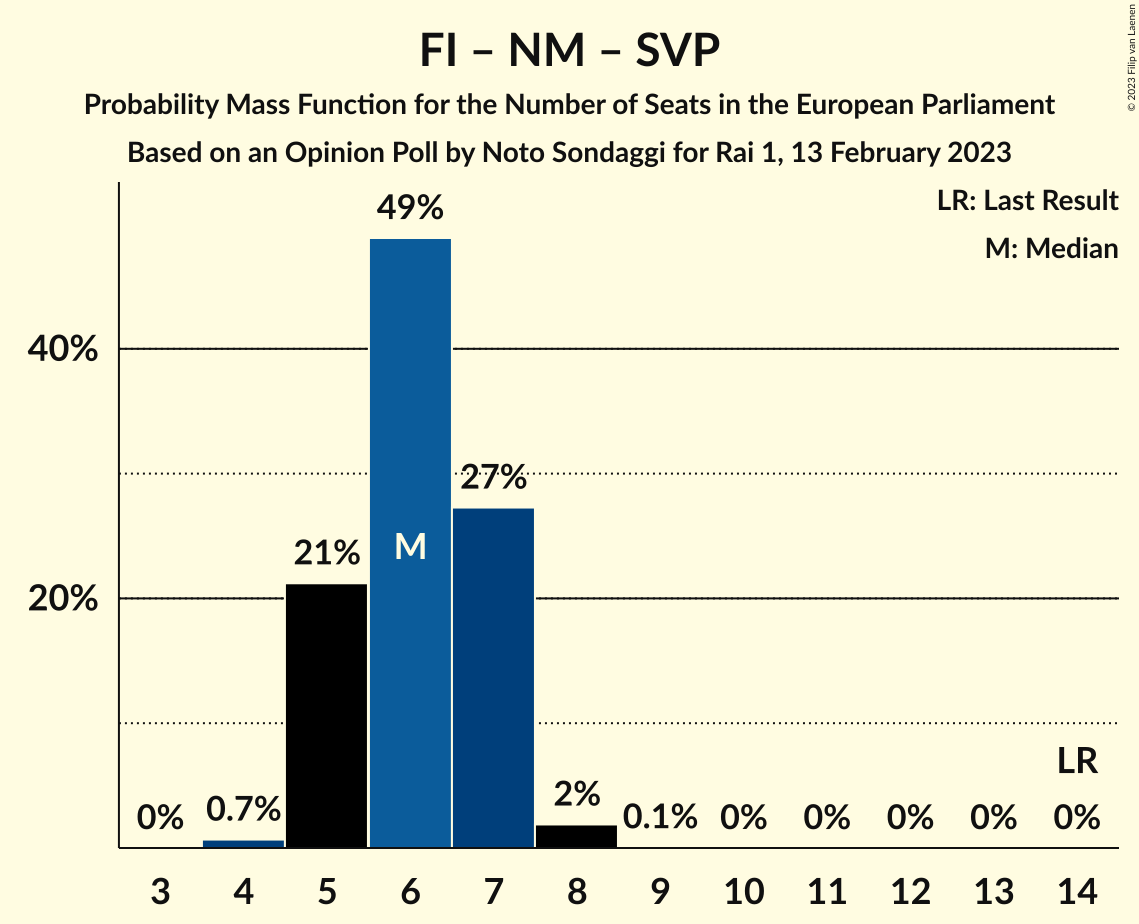 FI – NM – SVP
Probability Mass Function for the Number of Seats in the European Parliament
Based on an Opinion Poll by Noto Sondaggi for Rai 1, 13 February 2023
© 2023 Filip van Laenen
LR: Last Result
M: Median
49%
40%
27%
21%
M
20%
LR
0%
0.7%
2%
0.1%
0%
0%
0%
0%
0%
3 4 5 6 7 8 9 10 11 12 13 14